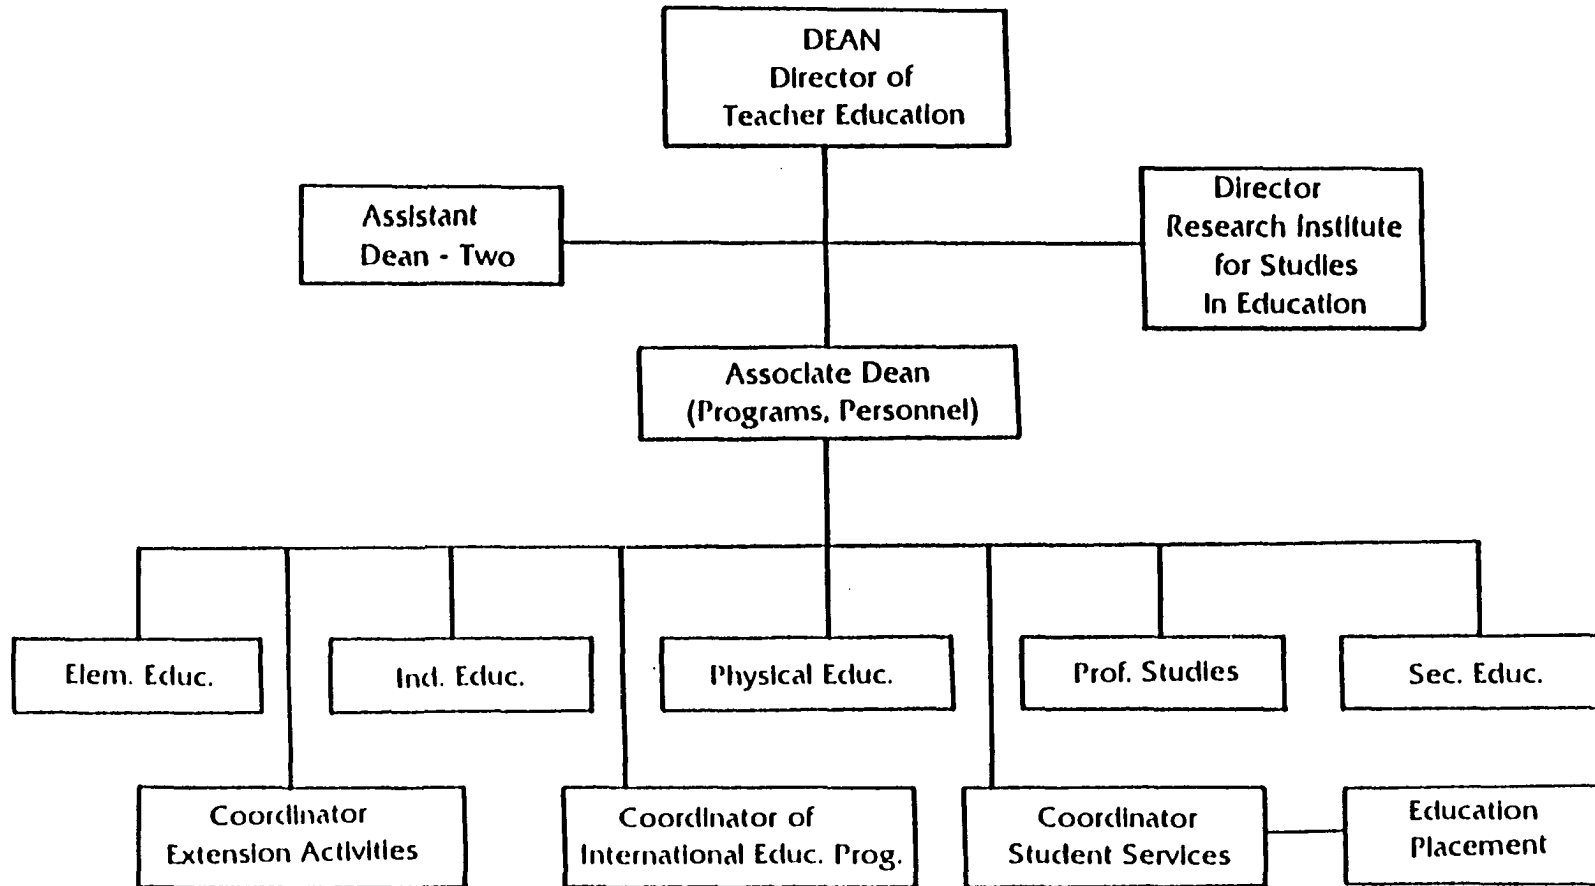 DEAN
Director of
Teacher Education
Assistant
Dean - Two
Director
Research Institute
for Studies
In Education
Associate Dean
(Programs, Personnel)
Elem. Educ.
Ind. Educ.
Physical Educ.
Prof. Studies
Sec. Educ.
Coordinator
Extension Activities
Coordinator of
International Educ. Prog.
Coordinator
Student Services
Education
Placement